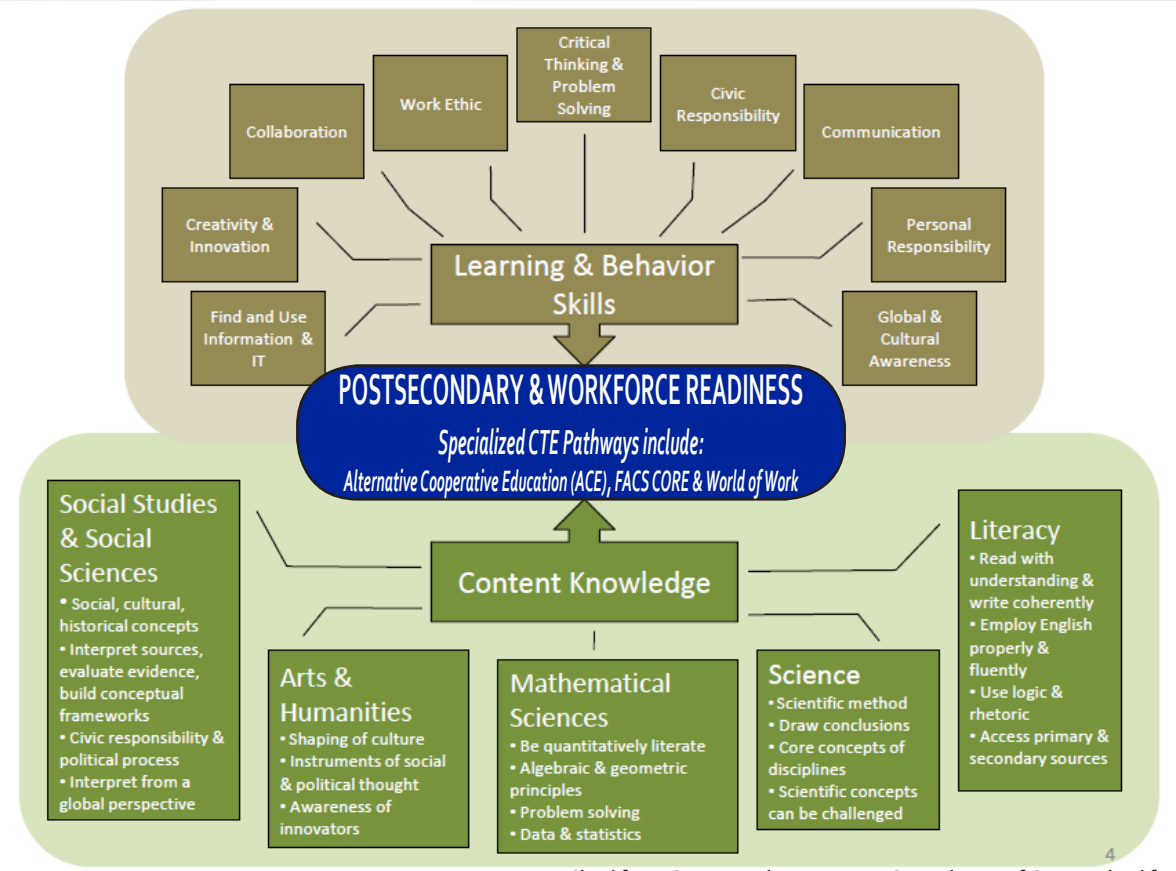 Critical
Thinking &
Problem
Solving
Work Ethic
Civic
Responsibility
Collaboration
Communication
Creativity &
Innovation
Personal
Responsibility
Learning & Behavior
Skills
Find and Use
Information & 
IT
Global &
Cultural
Awareness
POSTSECONDARY & WORKFORCE READINESS
Specialized CTE Pathways include:
Alternative Cooperative Education (ACE), FACS CORE & World of Work
Content Knowledge
Social Studies
& Social
Sciences
• Social, cultural,
historical concepts
• Interpret sources,
evaluate evidence,
build conceptual
frameworks
• Civic responsibility &
political process
• Interpret from a
global perspective
Arts &
Humanities
• Shaping of culture
• Instruments of social
& political thought
• Awareness of
innovators
Mathematical
Sciences
• Be quantitatively literate
• Algebraic & geometric
principles
• Problem solving
• Data & statistics
Science
• Scientific method
• Draw conclusions
• Core concepts of
disciplines
• Scientific concepts
can be challenged
Literacy
• Read with
understanding &
write coherently
• Employ English
properly &
fluently
• Use logic &
rhetoric
• Access primary &
secondary sources
4